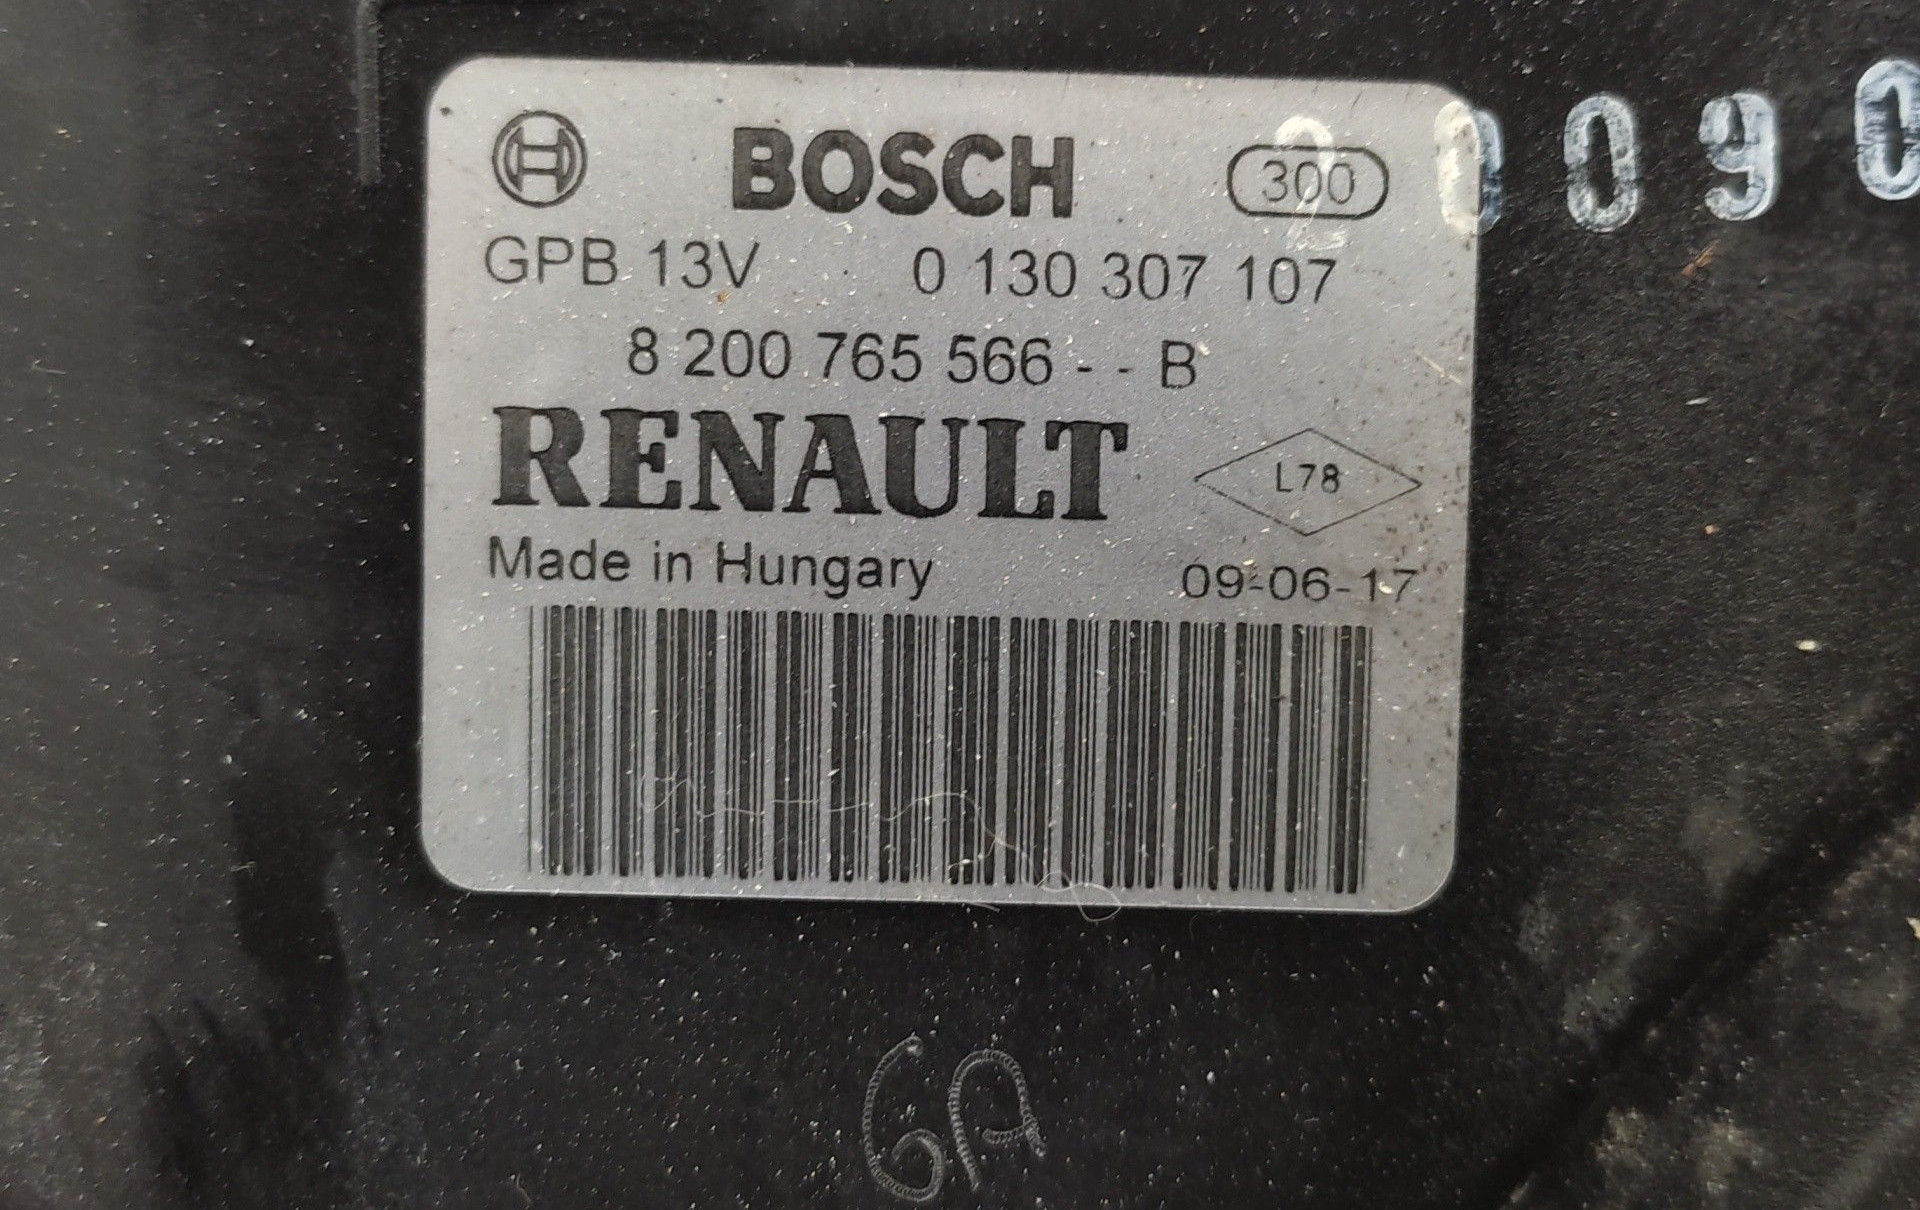 BOSCH 300
GPB 13V 0 130 307 107
8 200 765 566 - - B
RENAULT L78
Made in Hungary 09-06-17
0090